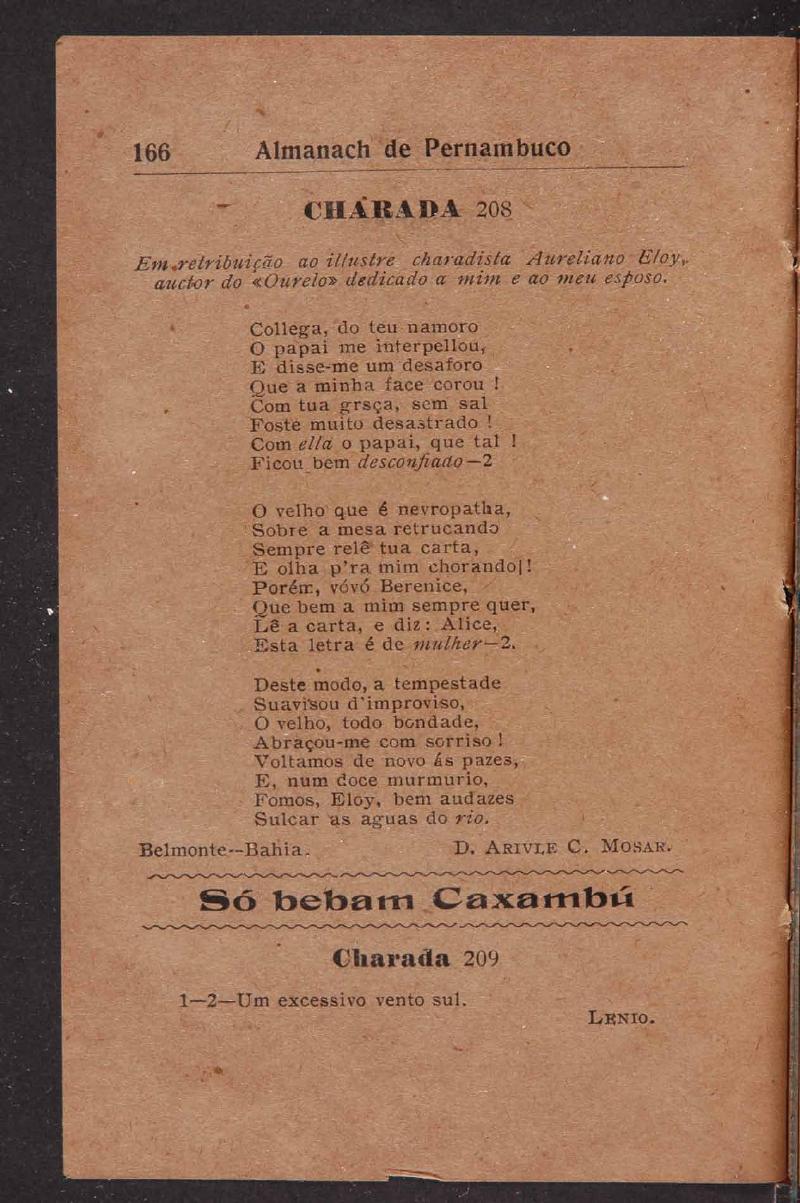 166 Almanach de Pernambuco
CHARADA 208
Em retribuição ao illustre charadista Aureliano Eloy,
auctor do «Ourelo» dedicado a mim e ao meu esposo.
Collega, do teu namoro
O papai me interpellou,
E disse-me um desaforo
Que a minha face corou !
Com tua grsça, sem sal
Foste muito desastrado !
Com ella o papai, que tal !
Ficou bem desconfiado—2
O velho que é nevropatha,
Sobre a mesa retrucando
Sempre relê tua carta,
E olha p'ra mim chorando|!
Porém, vóvó Berenice,
Que bem a mim sempre quer,
Lê a carta, e diz : Alice,
Esta letra é de mulher—2.
Deste modo, a tempestade
Suavisou d'improviso,
O velho, todo bondade,
Abraçou-me com sorriso !
Voltamos de novo ás pazes,
E, num doce murmurio,
Fomos, Eloy, bem audazes
Sulcar as aguas do rio.
Belmonte--Bahia. D. ARIVLE C. MOSAR.
Só bebam Caxambú
Charada 209
1—2—Um excessivo vento sul.
LENIO.